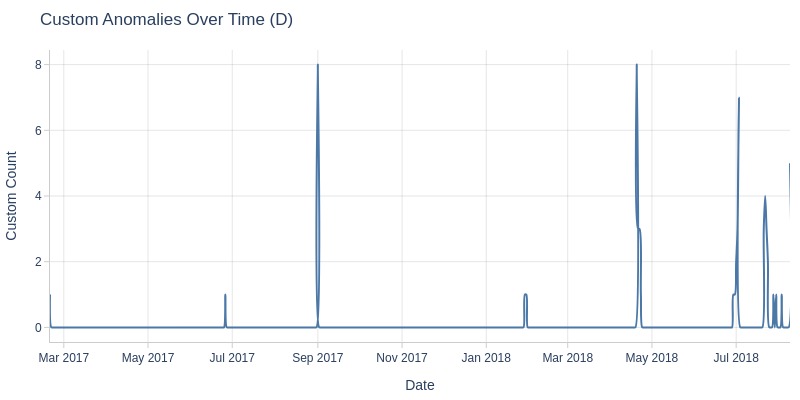 Custom Anomalies Over Time (D)
8
6
4
2
0
Custom Count
Mar 2017 May 2017 Jul 2017 Sep 2017 Nov 2017 Jan 2018 Mar 2018 May 2018 Jul 2018
Date